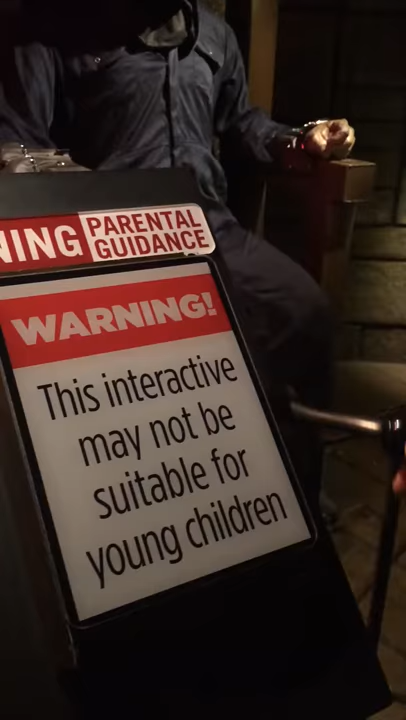 NING PARENTAL
GUIDANCE
WARNING!
This interactive
may not be
suitable for
young children